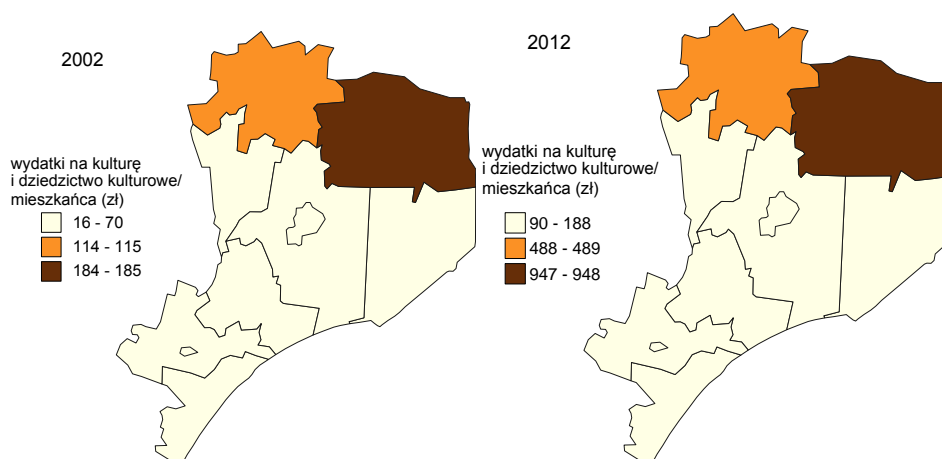 2002
wydatki na kulturę
i dziedzictwo kulturowe/
mieszkańca (zł)
16 - 70
114 - 115
184 - 185
2012
wydatki na kulturę
i dziedzictwo kulturowe/
mieszkańca (zł)
90 - 188
488 - 489
947 - 948